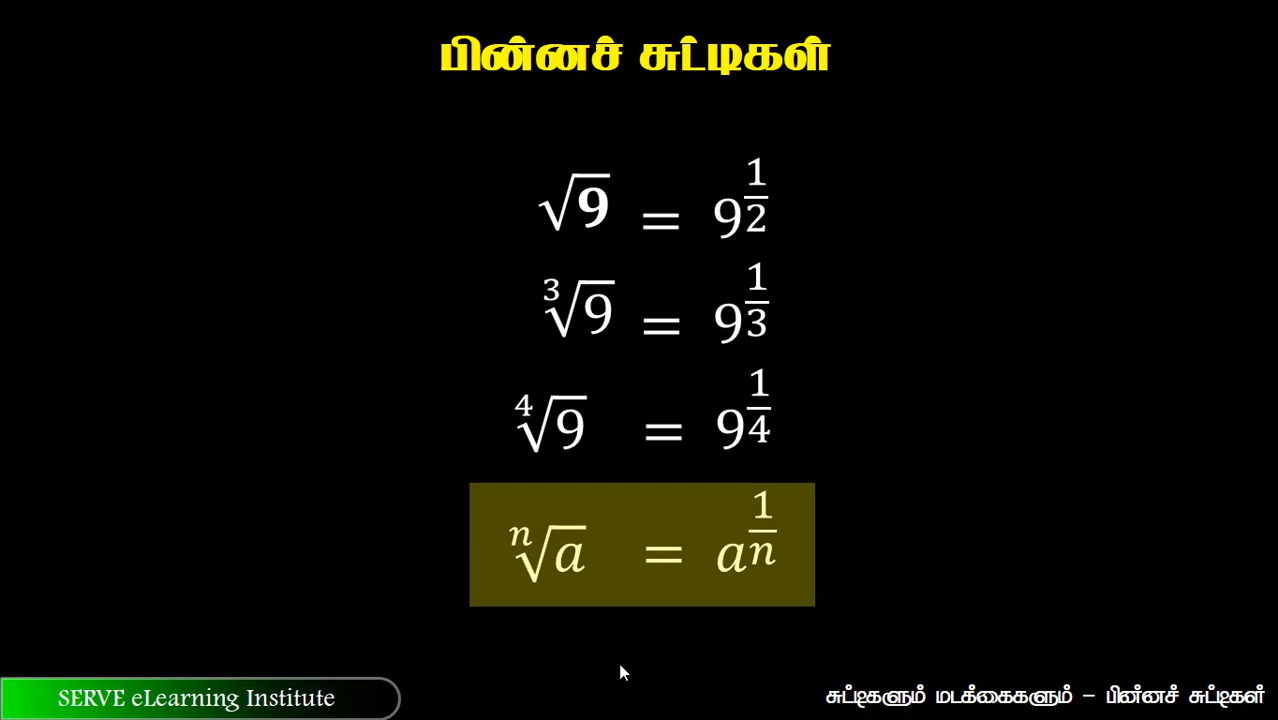 பின்னச் சுட்டிகள்
√9 = 9^(1/2)
∛9 = 9^(1/3)
∜9 = 9^(1/4)
ⁿ√a = a^(1/n)
SERVE eLearning Institute
சுட்டிகளும் மடக்கைகளும் – பின்னச் சுட்டிகள்